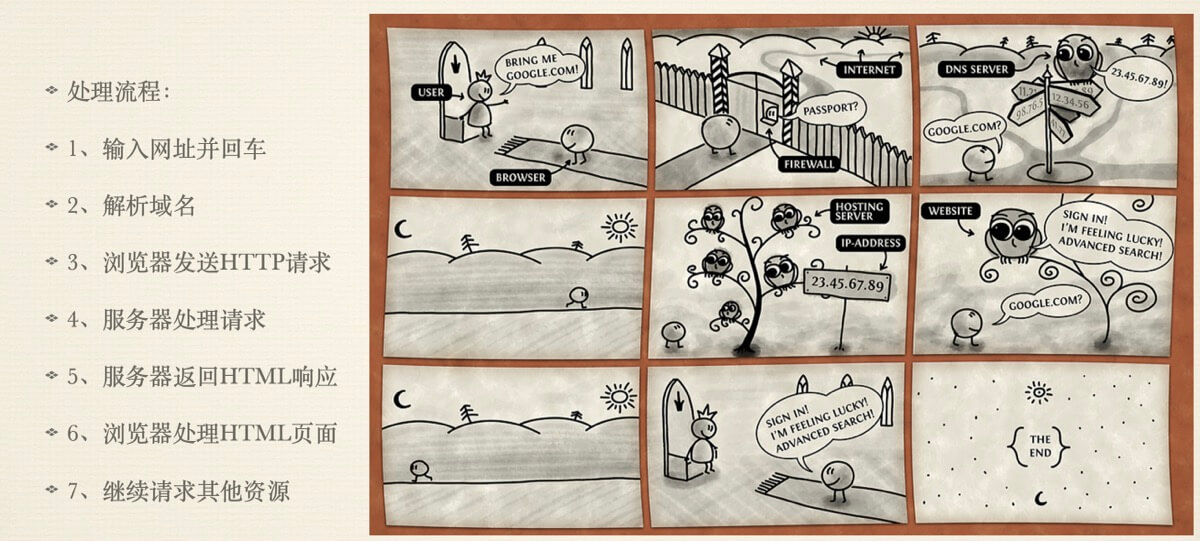 处理流程:
1、输入网址并回车
2、解析域名
3、浏览器发送HTTP请求
4、服务器处理请求
5、服务器返回HTML响应
6、浏览器处理HTML页面
7、继续请求其他资源
BRING ME
GOOGLE.COM!
USER
BROWSER
INTERNET
PASSPORT?
FIREWALL
DNS SERVER
23.45.67.89!
12.34.56
GOOGLE.COM?
HOSTING
SERVER
IP-ADDRESS
23.45.67.89
WEBSITE
SIGN IN!
I'M FEELING LUCKY!
ADVANCED SEARCH!
GOOGLE.COM?
SIGN IN!
I'M FEELING LUCKY!
ADVANCED SEARCH!
THE
END